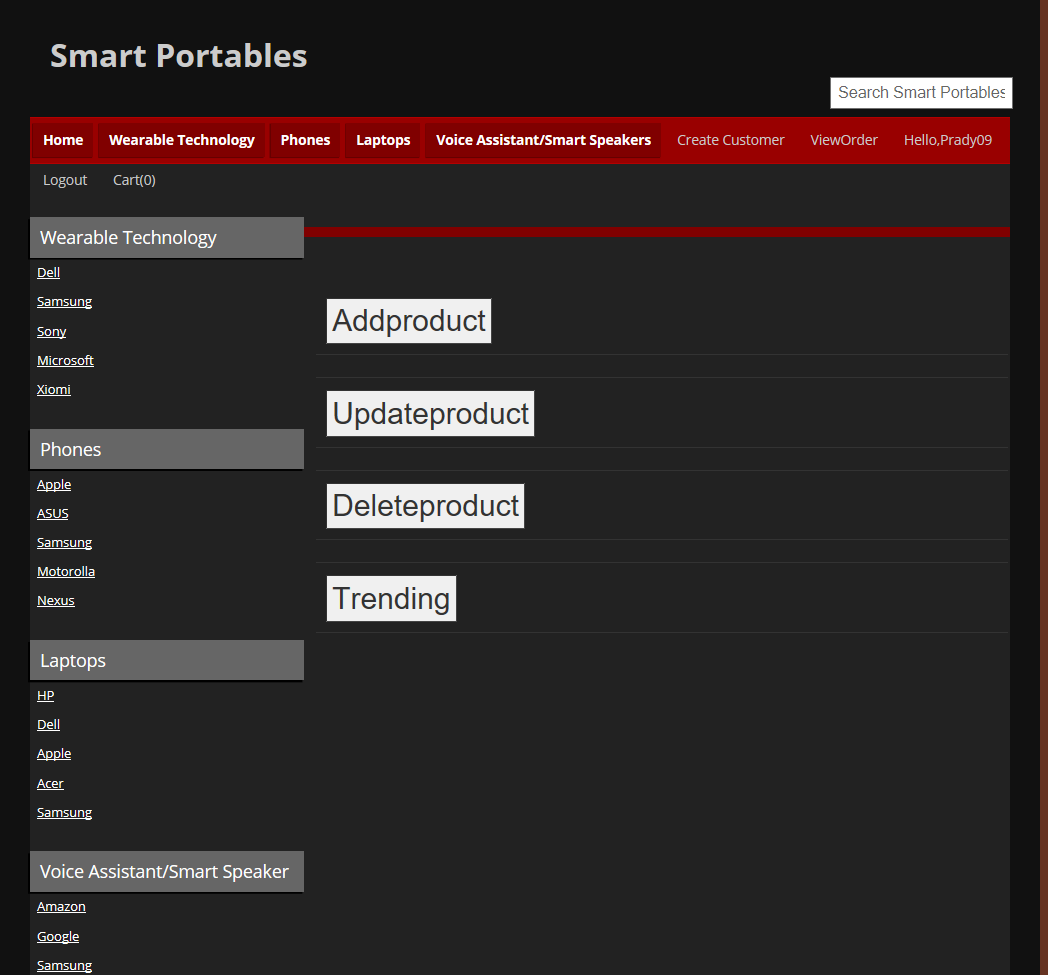 Smart Portables
Search Smart Portables
Home Wearable Technology Phones Laptops Voice Assistant/Smart Speakers Create Customer ViewOrder Hello,Prady09
Logout Cart(0)
Wearable Technology
Dell
Samsung
Sony
Microsoft
Xiomi
Phones
Apple
ASUS
Samsung
Motorolla
Nexus
Laptops
HP
Dell
Apple
Acer
Samsung
Voice Assistant/Smart Speaker
Amazon
Google
Samsung
Addproduct
Updateproduct
Deleteproduct
Trending